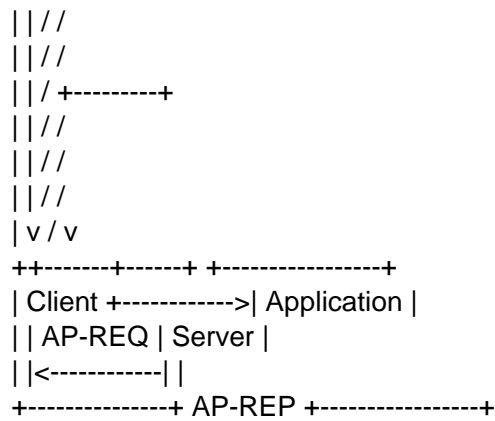 | | / /
| | / /
| | / +---------+
| | / /
| | / /
| | / /
| v / v
++-------+------+ +-----------------+
| Client +------------>| Application |
| | AP-REQ | Server |
| |<------------| |
+---------------+ AP-REP +-----------------+